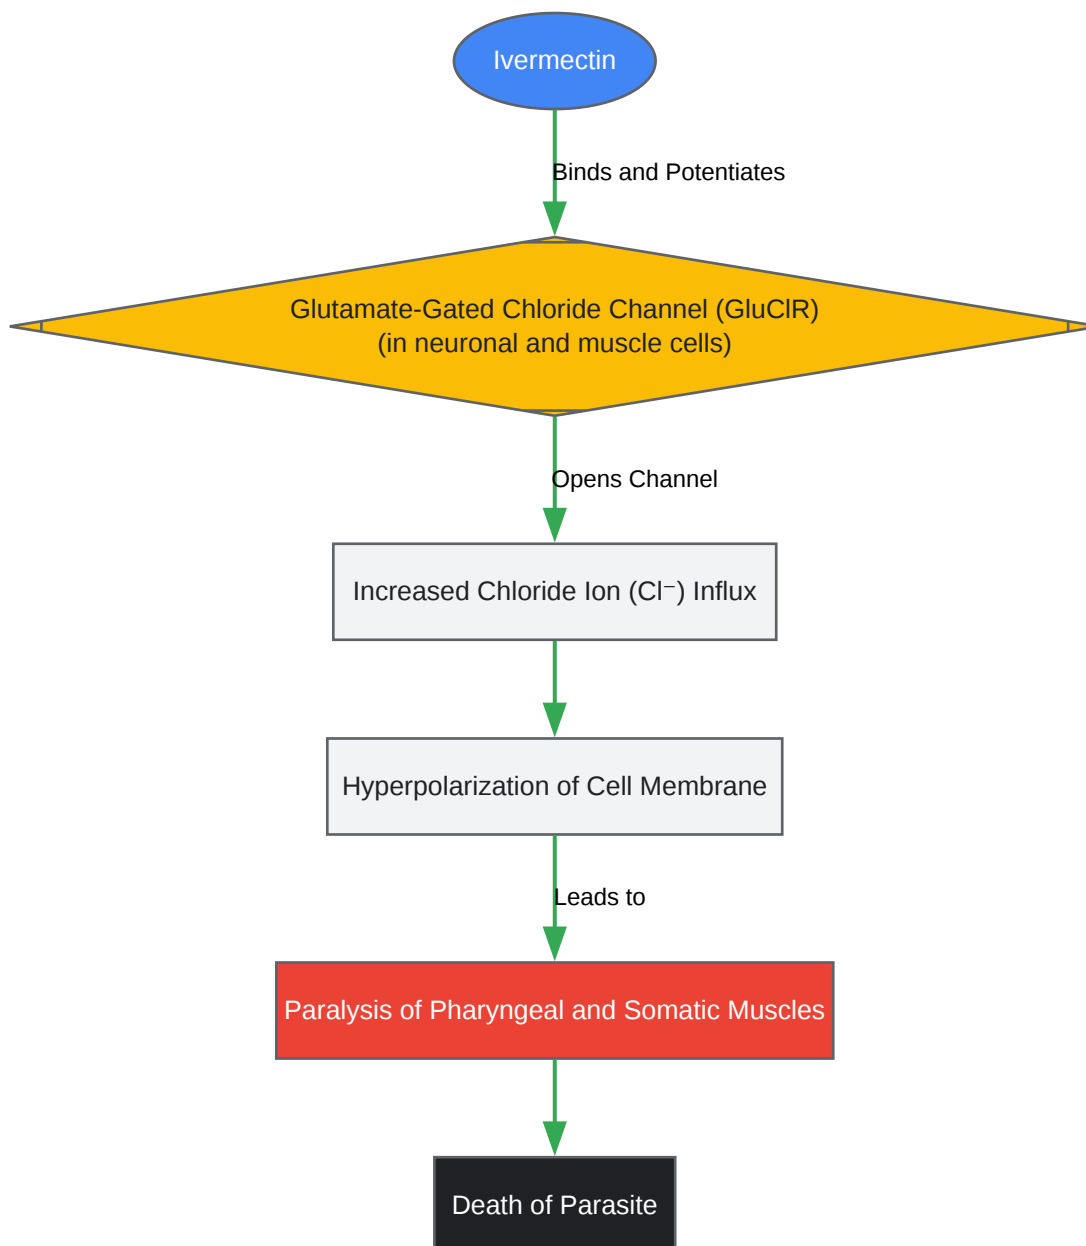 Ivermectin
Binds and Potentiates
Glutamate-Gated Chloride Channel (GluClR)
(in neuronal and muscle cells)
Opens Channel
Increased Chloride Ion (Cl⁻) Influx
Hyperpolarization of Cell Membrane
Leads to
Paralysis of Pharyngeal and Somatic Muscles
Death of Parasite